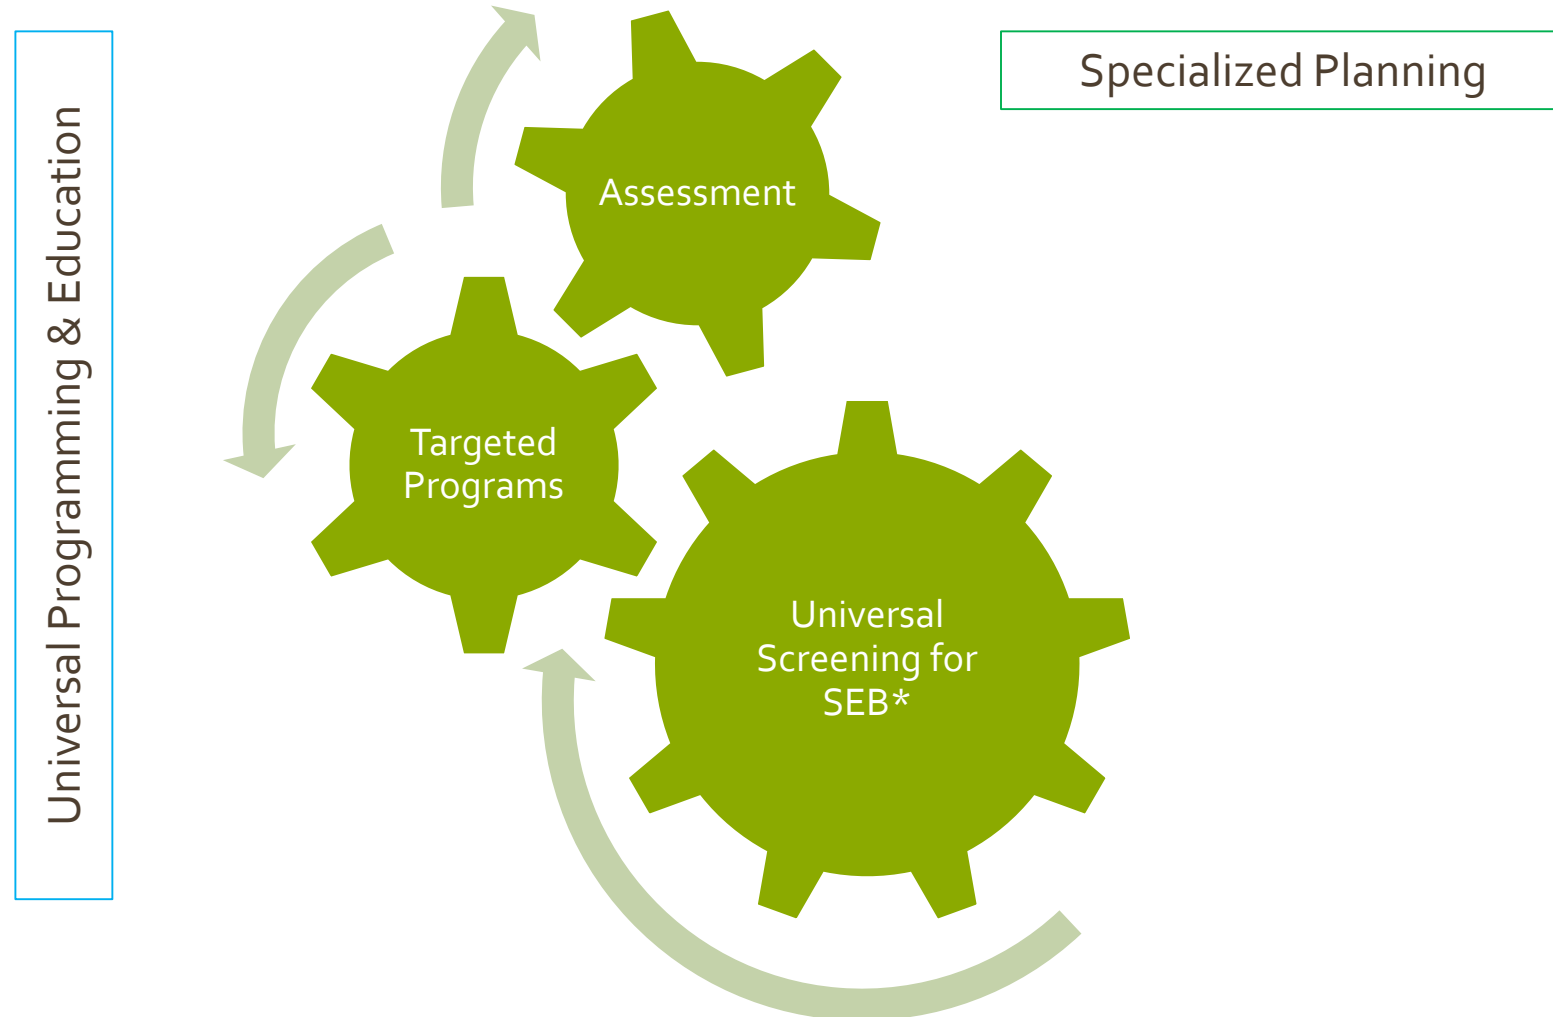 Universal Programming & Education
Specialized Planning
Assessment
Targeted
Programs
Universal
Screening for
SEB*